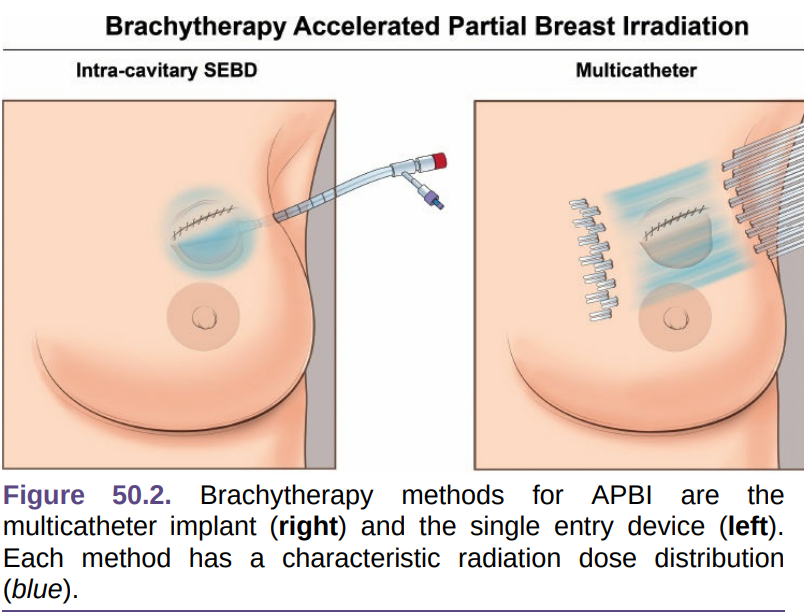 Brachytherapy Accelerated Partial Breast Irradiation
Intra-cavitary SEBD
Multicatheter
Figure 50.2. Brachytherapy methods for APBI are the
multicatheter implant (right) and the single entry device (left).
Each method has a characteristic radiation dose distribution
(blue).